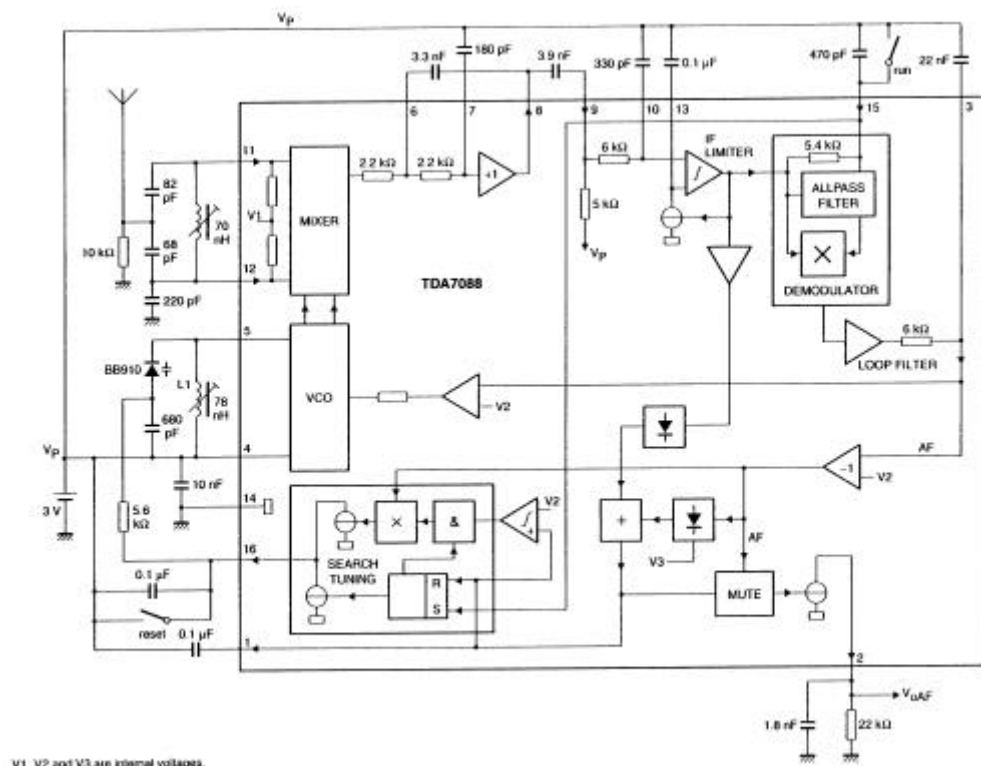 Vp
3.3 nF
180 pF
3.9 nF
330 pF
0.1 µF
470 pF
run
22 nF
6
7
8
9
10
13
15
3
11
82 pF
V1
70 nH
68 pF
10 kΩ
12
220 pF
MIXER
2.2 kΩ
2.2 kΩ
+1
6 kΩ
5 kΩ
Vp
IF LIMITER
5.4 kΩ
ALLPASS FILTER
×
DEMODULATOR
TDA7088
5
BB910
L1
78 nH
680 pF
VCO
V2
LOOP FILTER
6 kΩ
Vp
4
10 nF
14
3 V
5.6 kΩ
16
0.1 µF
reset
0.1 µF
1
×
&
V2
+
SEARCH TUNING
R
S
AF
-1
V2
+
V3
AF
MUTE
2
VoAF
1.8 nF
22 kΩ
V1, V2 and V3 are internal voltages.